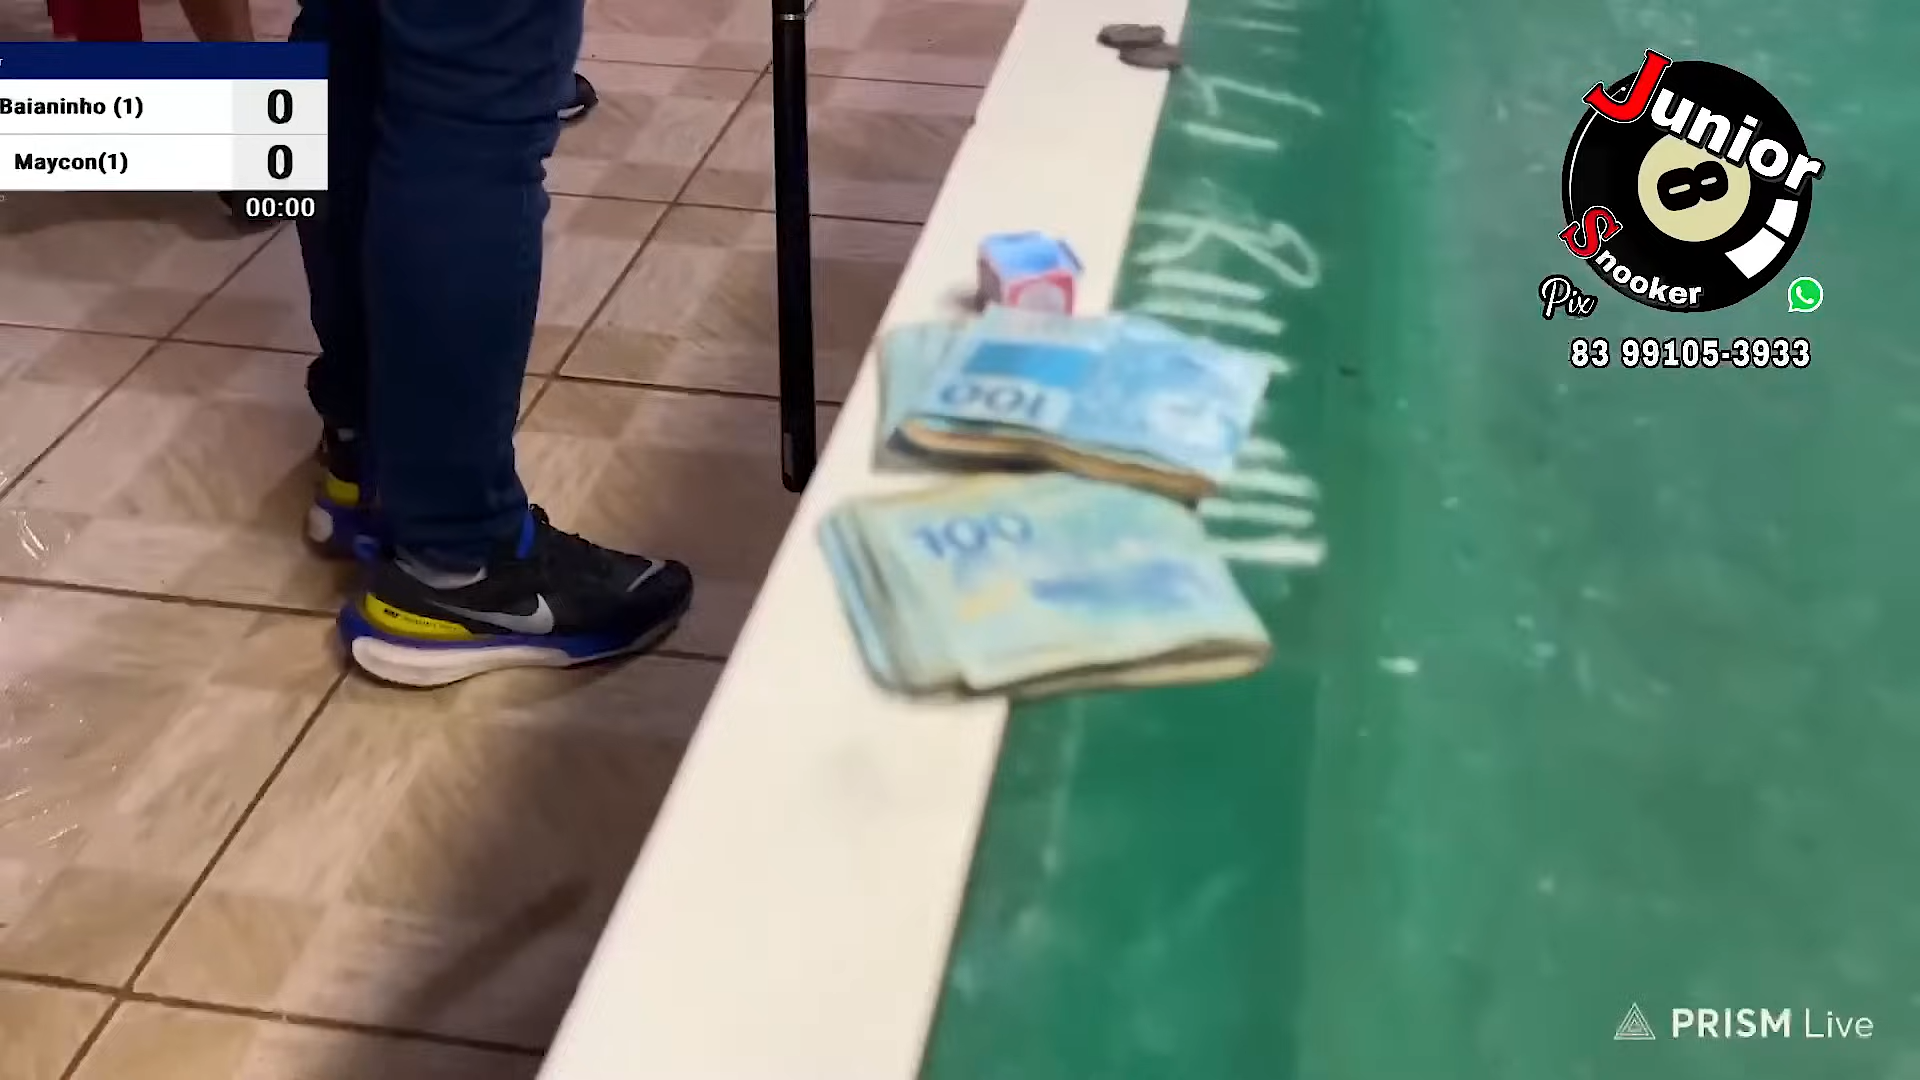 Baianinho (1) 0
Maycon(1) 0
00:00
Junior
8
Snooker
Pix
83 99105-3933
100
100
PRISM Live